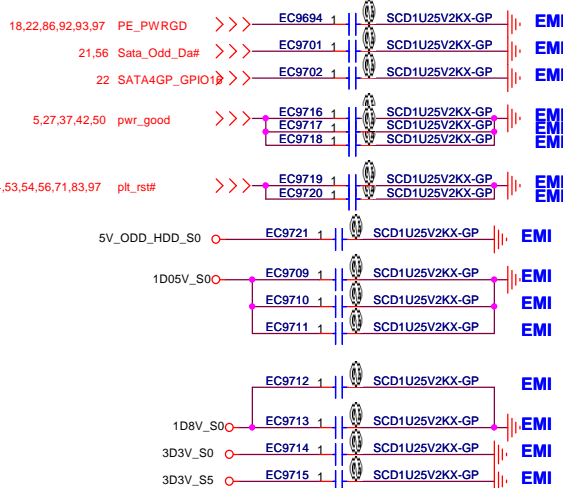 18,22,86,92,93,97 PE_PWRGD EC9694 1 SCD1U25V2KX-GP EMI
21,56 Sata_Odd_Da# EC9701 1 SCD1U25V2KX-GP EMI
22 SATA4GP_GPIO16 EC9702 1 SCD1U25V2KX-GP EMI
5,27,37,42,50 pwr_good EC9716 1 SCD1U25V2KX-GP EMI
EC9717 1 SCD1U25V2KX-GP EMI
EC9718 1 SCD1U25V2KX-GP EMI
,53,54,56,71,83,97 plt_rst# EC9719 1 SCD1U25V2KX-GP EMI
EC9720 1 SCD1U25V2KX-GP EMI
5V_ODD_HDD_S0 EC9721 1 SCD1U25V2KX-GP EMI
1D05V_S0 EC9709 1 SCD1U25V2KX-GP EMI
EC9710 1 SCD1U25V2KX-GP EMI
EC9711 1 SCD1U25V2KX-GP EMI
EC9712 1 SCD1U25V2KX-GP EMI
1D8V_S0 EC9713 1 SCD1U25V2KX-GP EMI
3D3V_S0 EC9714 1 SCD1U25V2KX-GP EMI
3D3V_S5 EC9715 1 SCD1U25V2KX-GP EMI